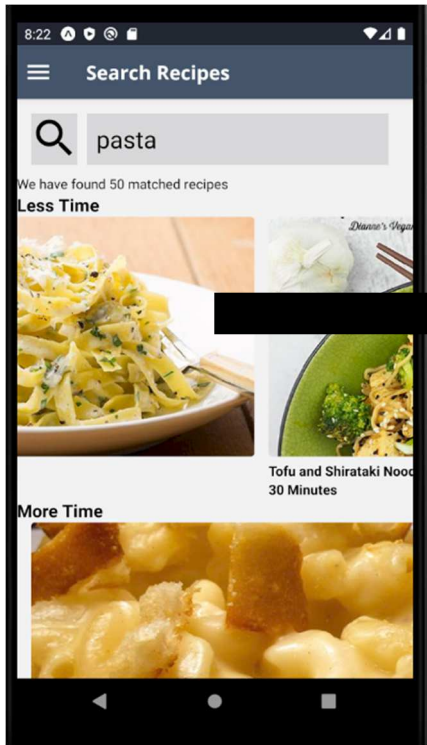 8:22
Search Recipes
pasta
We have found 50 matched recipes
Less Time
Dianne's Vegan
Tofu and Shirataki Nood
30 Minutes
More Time